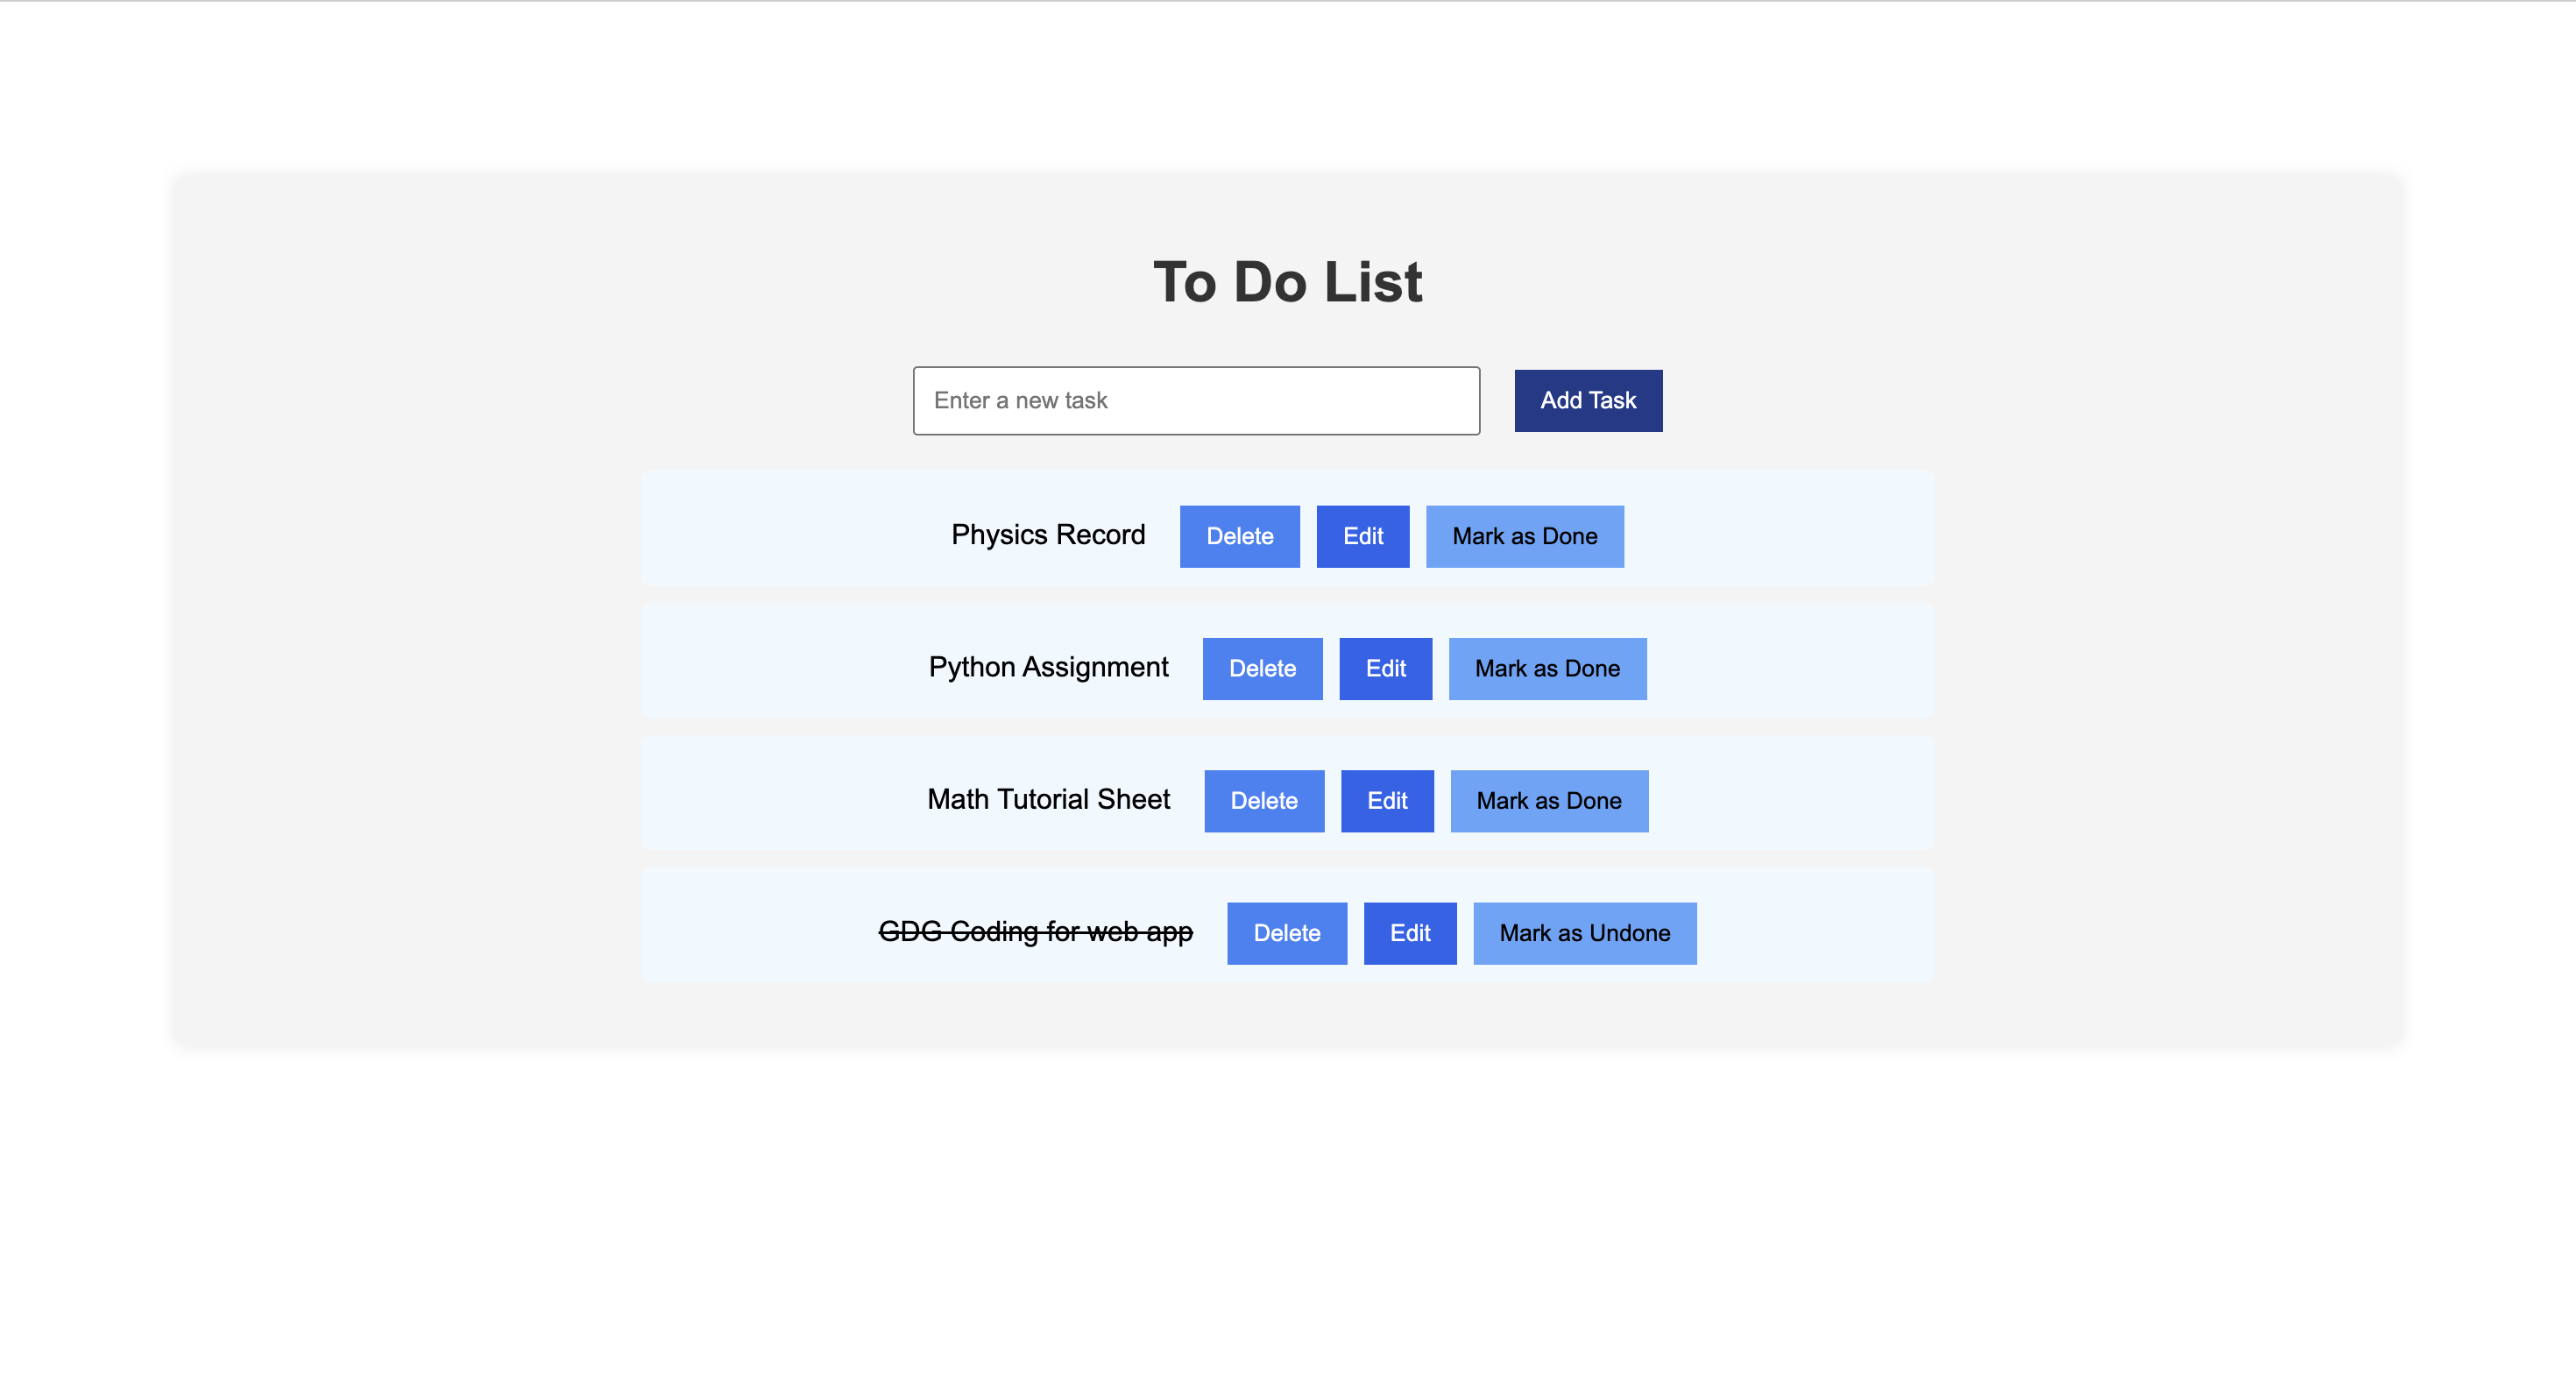 To Do List
Enter a new task Add Task
Physics Record Delete Edit Mark as Done
Python Assignment Delete Edit Mark as Done
Math Tutorial Sheet Delete Edit Mark as Done
GDG Coding for web app Delete Edit Mark as Undone